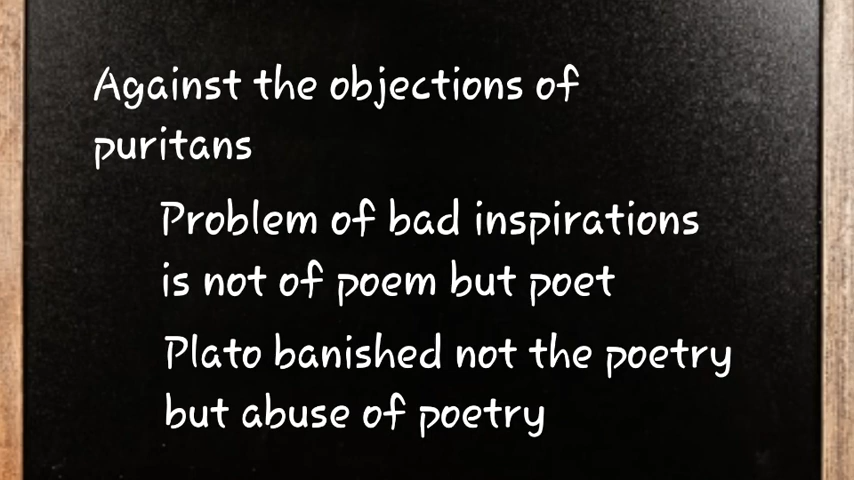 Against the objections of
puritans
Problem of bad inspirations
is not of poem but poet
Plato banished not the poetry
but abuse of poetry